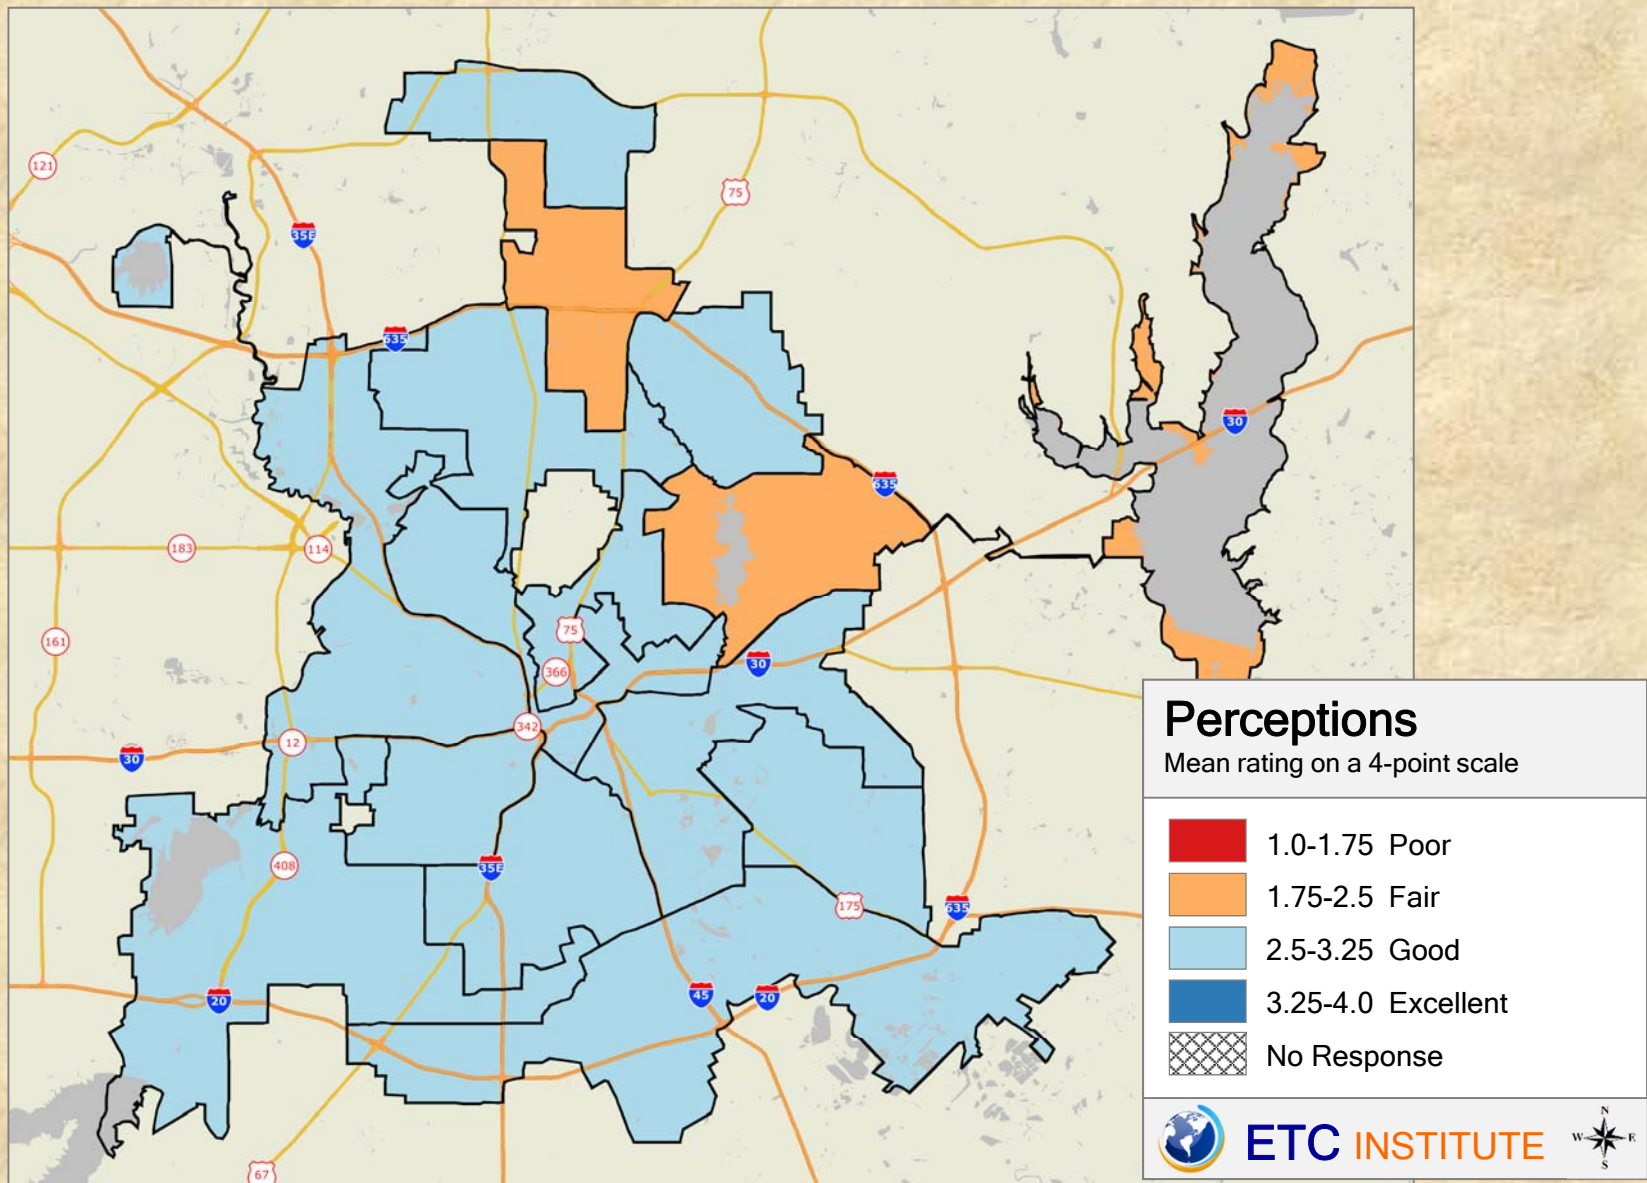 121
75
35E
635
30
635
183
114
161
75
366
30
342
12
30
408
35E
175
635
20
45
20
67
Perceptions
Mean rating on a 4-point scale
1.0-1.75 Poor
1.75-2.5 Fair
2.5-3.25 Good
3.25-4.0 Excellent
No Response
ETC INSTITUTE
N
W E
S